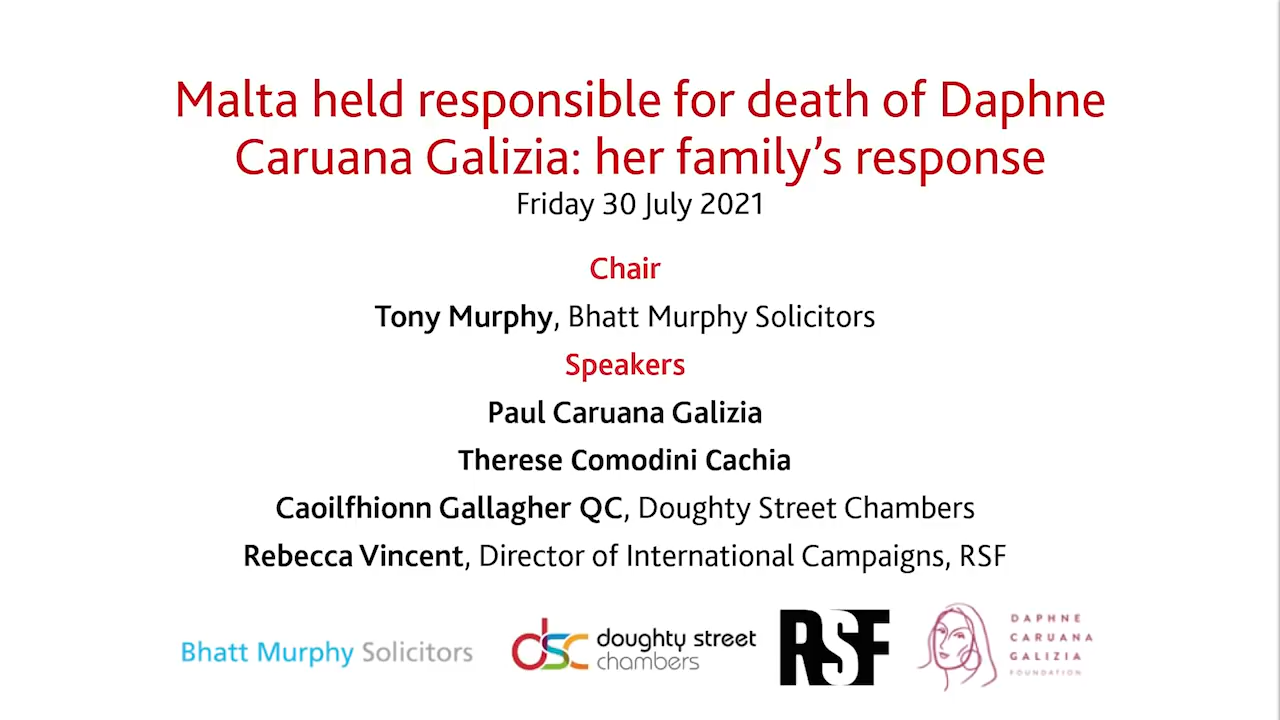 Malta held responsible for death of Daphne
Caruana Galizia: her family’s response
Friday 30 July 2021
Chair
Tony Murphy, Bhatt Murphy Solicitors
Speakers
Paul Caruana Galizia
Therese Comodini Cachia
Caoilfhionn Gallagher QC, Doughty Street Chambers
Rebecca Vincent, Director of International Campaigns, RSF
Bhatt Murphy Solicitors
dsc doughty street
chambers
RSF
DAPHNE
CARUANA
GALIZIA
FOUNDATION